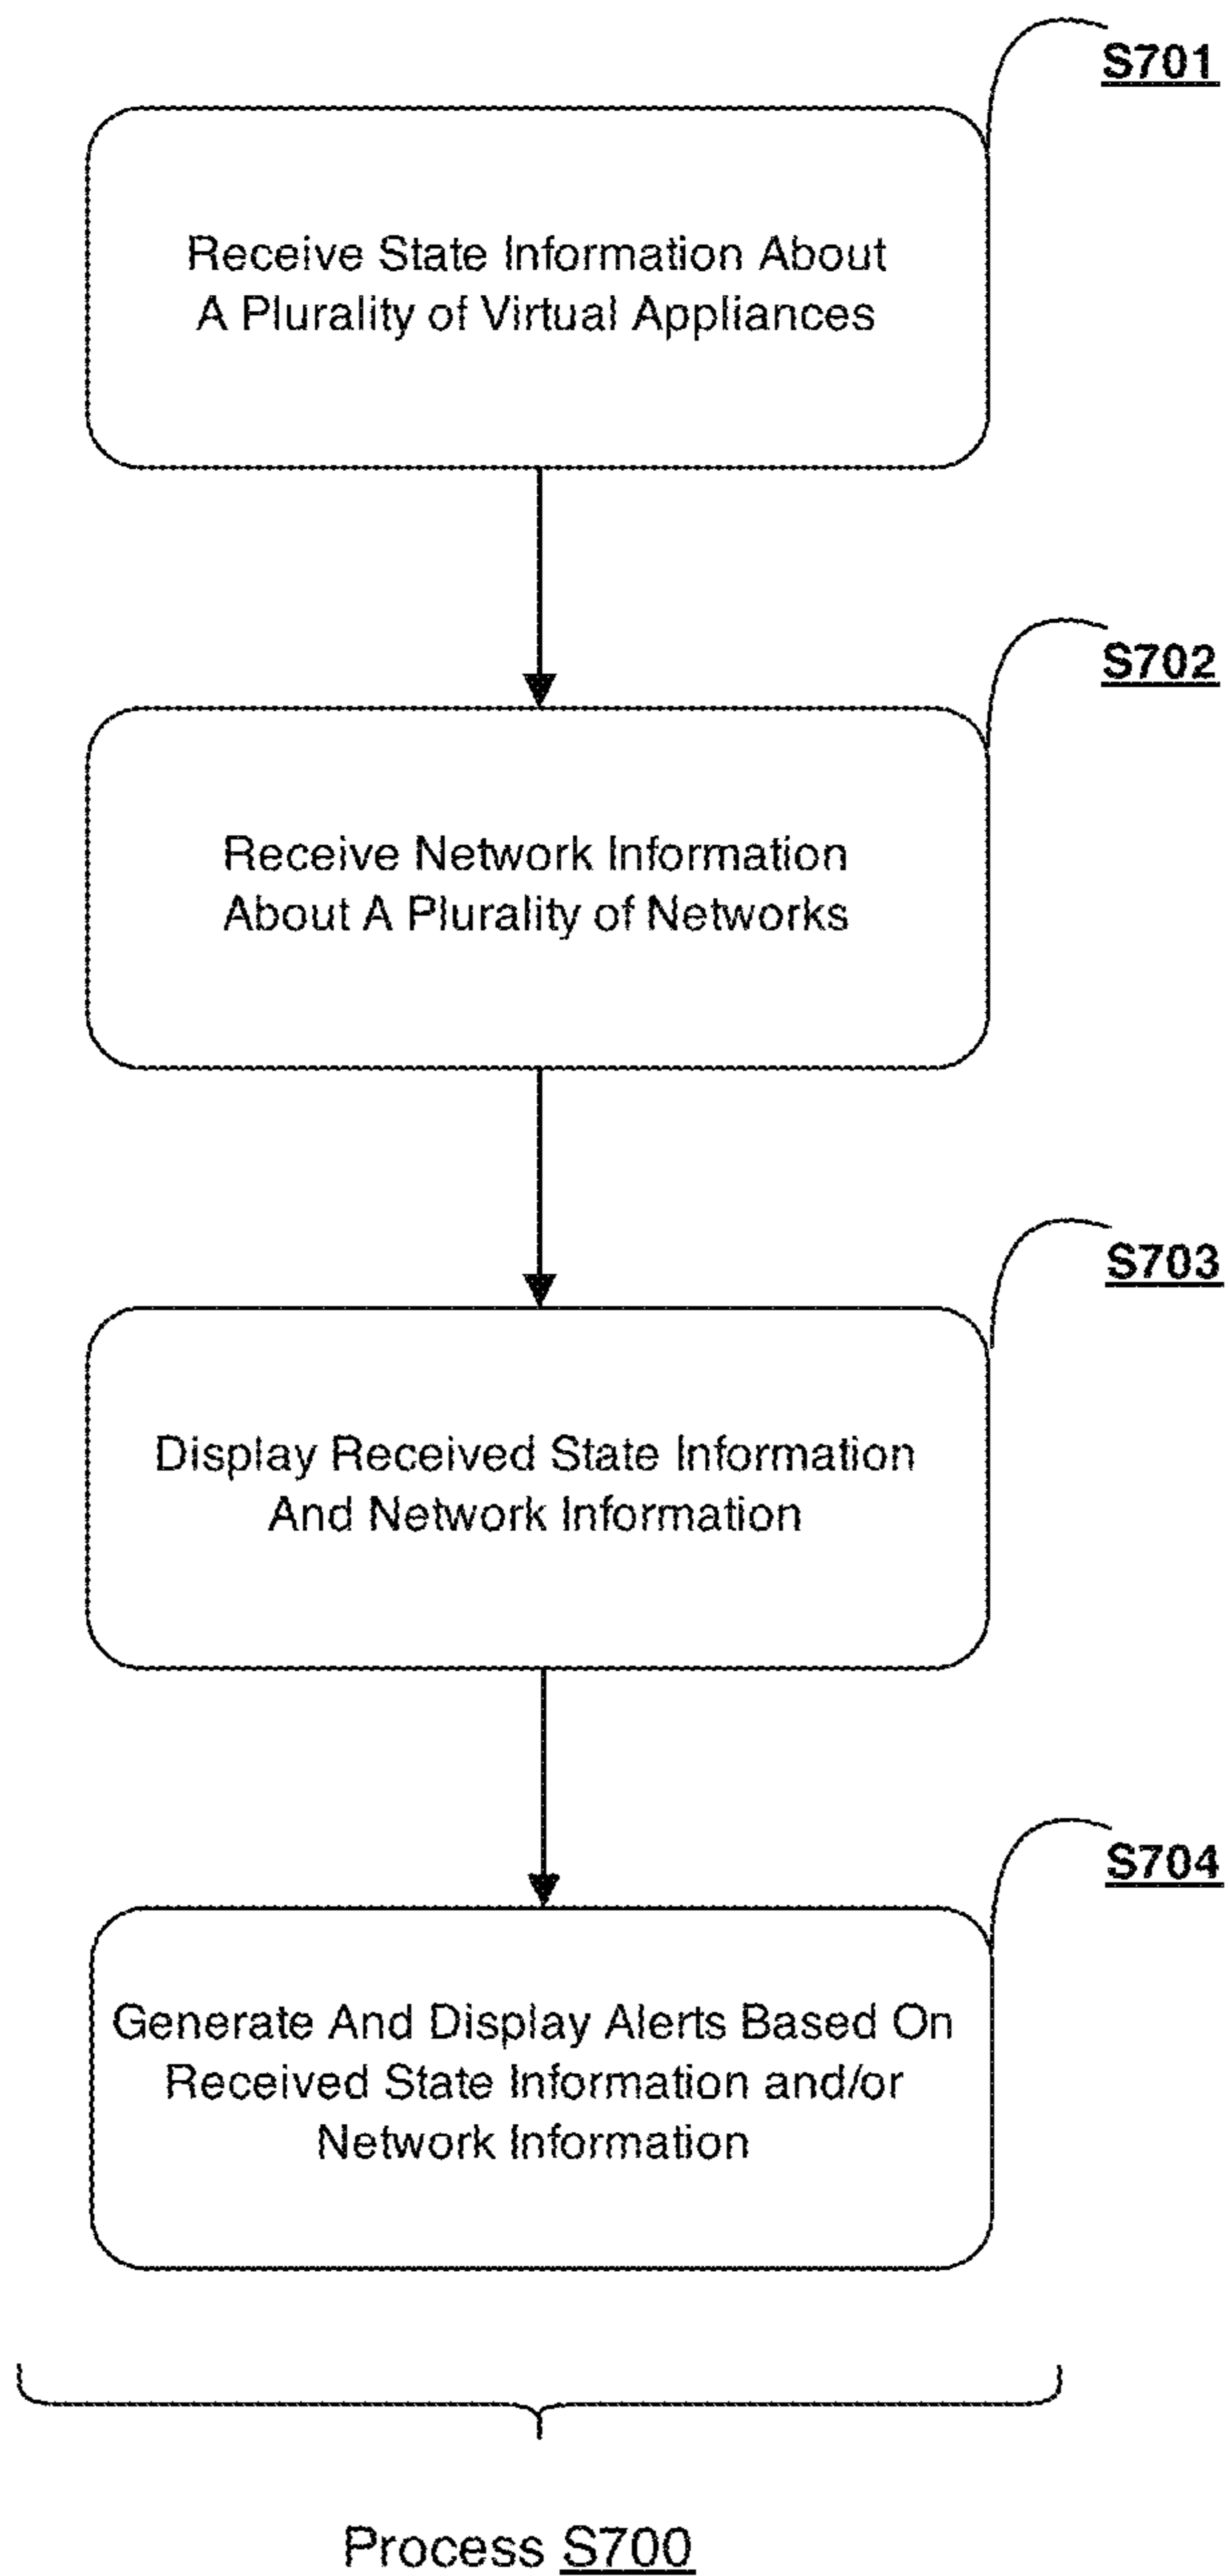 S701
Receive State Information About
A Plurality of Virtual Appliances
S702
Receive Network Information
About A Plurality of Networks
S703
Display Received State Information
And Network Information
S704
Generate And Display Alerts Based On
Received State Information and/or
Network Information
Process S700